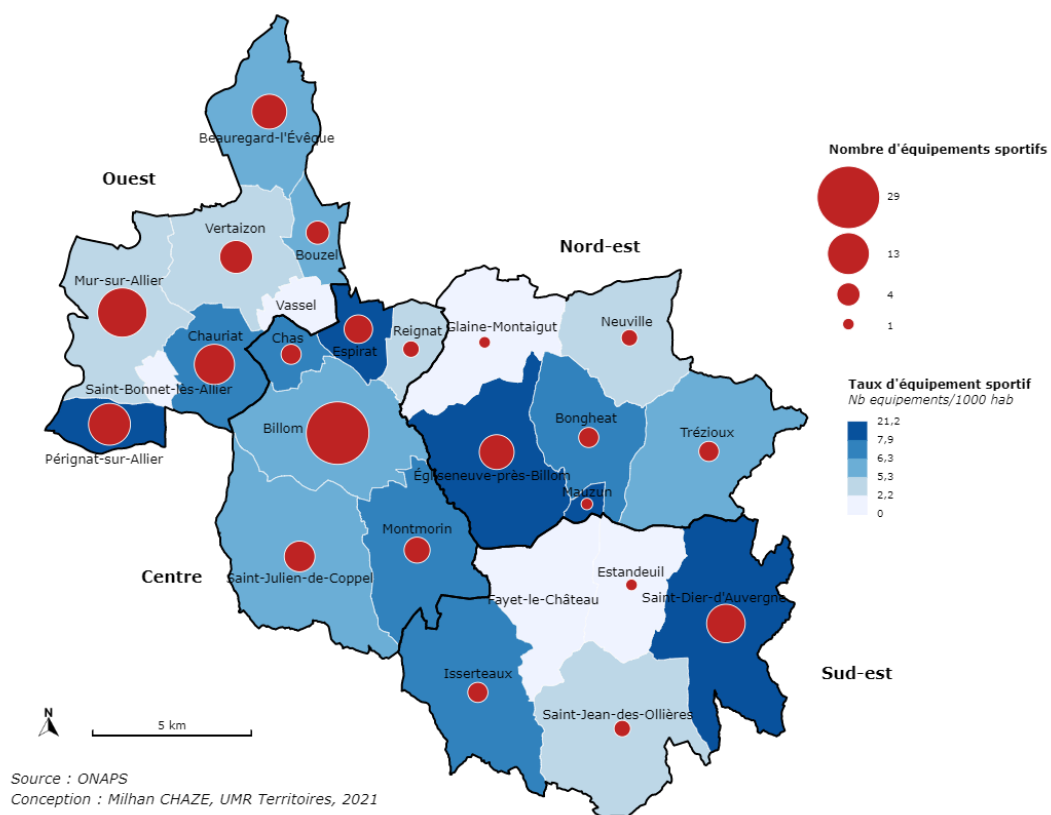 Beauregard-l'Évêque
Ouest
Vertaizon
Bouzel
Mur-sur-Allier
Vassel
Chauriat
Chas
Espirat
Reignat
Saint-Bonnet-lès-Allier
Pérignat-sur-Allier
Nord-est
Glaine-Montaigut
Neuville
Billom
Bongheat
Trézioux
Égliseneuve-près-Billom
Mauzun
Montmorin
Centre
Saint-Julien-de-Coppel
Estandeuil
Fayet-le-Château
Saint-Dier-d'Auvergne
Isserteaux
Sud-est
Saint-Jean-des-Ollières
Nombre d'équipements sportifs
29
13
4
1
Taux d'équipement sportif
Nb equipements/1000 hab
21,2
7,9
6,3
5,3
2,2
0
N
5 km
Source : ONAPS
Conception : Milhan CHAZE, UMR Territoires, 2021